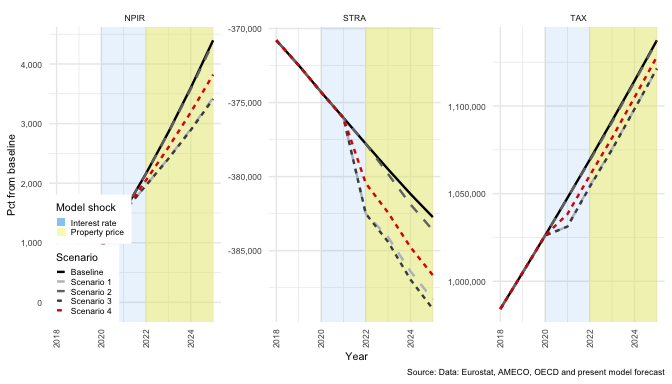 NPIR
STRA
TAX
Pct from baseline
4,000
3,000
2,000
1,000
0
-370,000
-375,000
-380,000
-385,000
1,100,000
1,050,000
1,000,000
Model shock
Interest rate
Property price
Scenario
Baseline
Scenario 1
Scenario 2
Scenario 3
Scenario 4
2018
2020
2022
2024
2018
2020
2022
2024
2018
2020
2022
2024
Year
Source: Data: Eurostat, AMECO, OECD and present model forecast